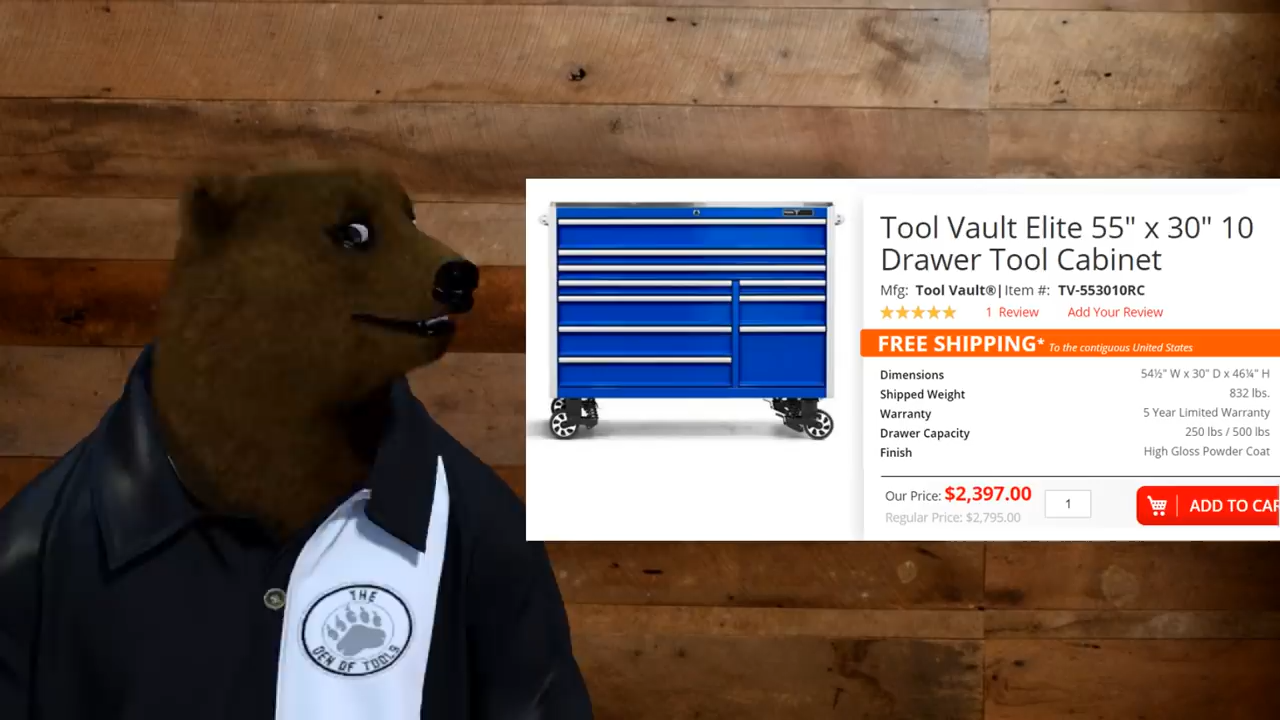 Tool Vault Elite 55" x 30" 10
Drawer Tool Cabinet
Mfg: Tool Vault®| Item #: TV-553010RC
1 Review Add Your Review
FREE SHIPPING* To the contiguous United States
Dimensions 54½" W x 30" D x 46¼" H
Shipped Weight 832 lbs.
Warranty 5 Year Limited Warranty
Drawer Capacity 250 lbs / 500 lbs
Finish High Gloss Powder Coat
Our Price: $2,397.00 1 ADD TO CAR
Regular Price: $2,795.00
THE
DEN OF TOOLS